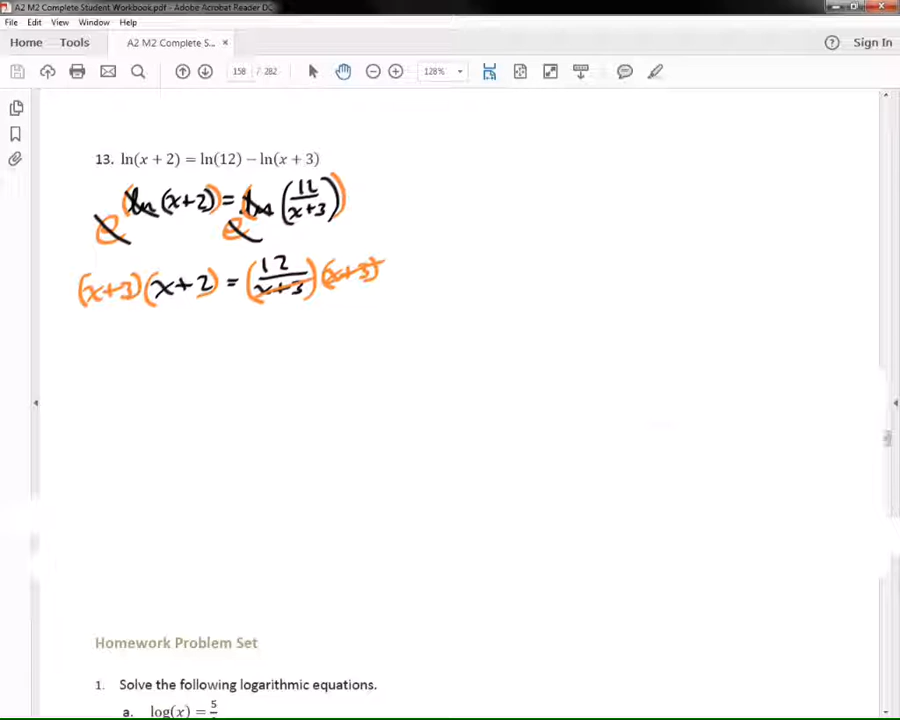 A2 M2 Complete Student Workbook.pdf - Adobe Acrobat Reader DC
File Edit View Window Help
Home Tools A2 M2 Complete S... × Sign In
158 / 282 128%
13. ln(x + 2) = ln(12) − ln(x + 3)
e^(ln(x+2)) = e^(ln(12/(x+3)))
(x+3)(x+2) = (12/(x+3))(x+3)
Homework Problem Set
1. Solve the following logarithmic equations.
a. log(x) = 5